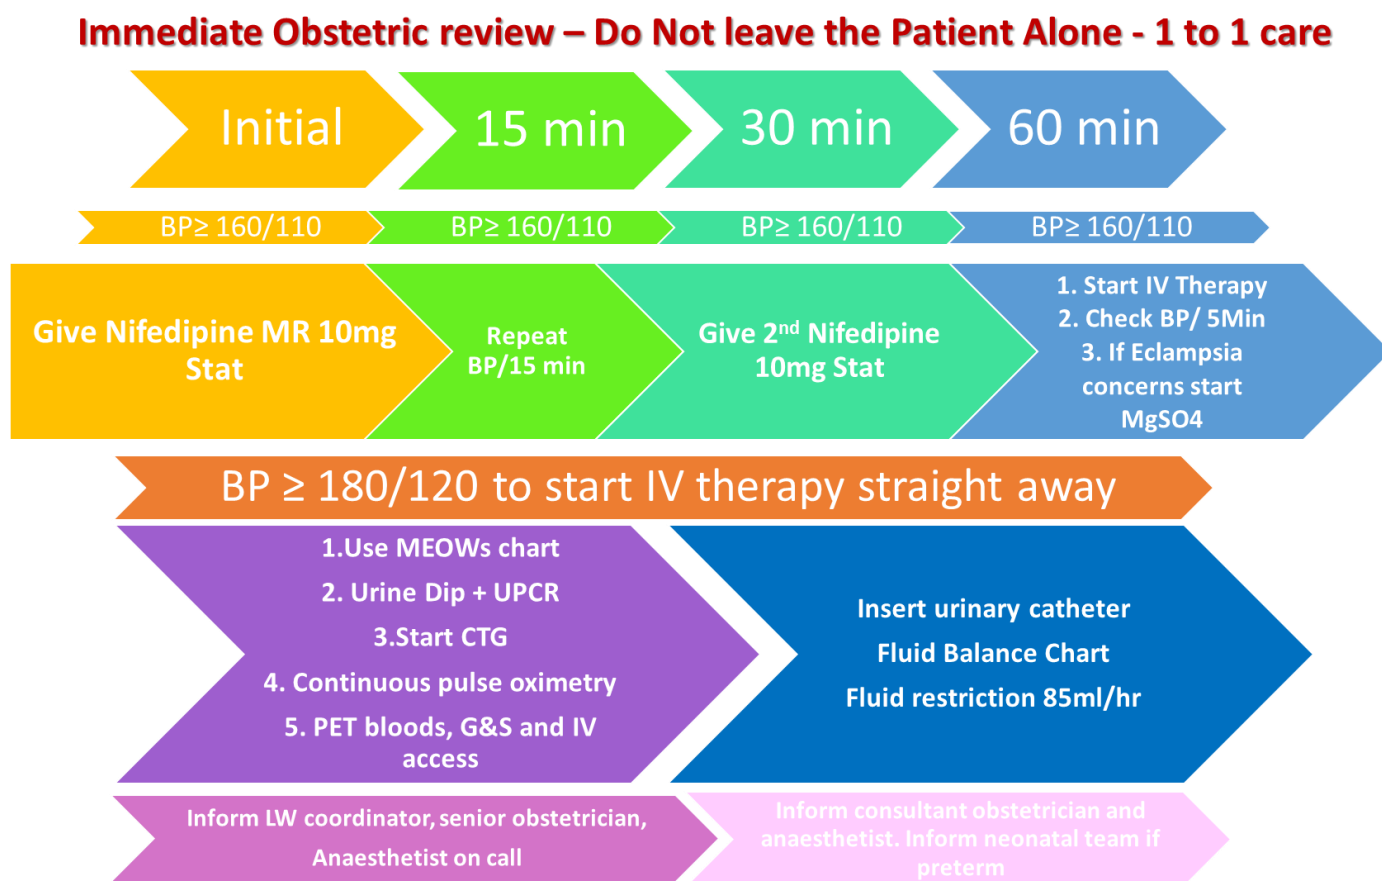 Immediate Obstetric review – Do Not leave the Patient Alone - 1 to 1 care
Initial
15 min
30 min
60 min
BP≥ 160/110
BP≥ 160/110
BP≥ 160/110
BP≥ 160/110
Give Nifedipine MR 10mg
Stat
Repeat
BP/15 min
Give 2nd Nifedipine
10mg Stat
1. Start IV Therapy
2. Check BP/ 5Min
3. If Eclampsia
concerns start
MgSO4
BP ≥ 180/120 to start IV therapy straight away
1.Use MEOWs chart
2. Urine Dip + UPCR
3.Start CTG
4. Continuous pulse oximetry
5. PET bloods, G&S and IV
access
Insert urinary catheter
Fluid Balance Chart
Fluid restriction 85ml/hr
Inform LW coordinator, senior obstetrician,
Anaesthetist on call
Inform consultant obstetrician and
anaesthetist. Inform neonatal team if
preterm